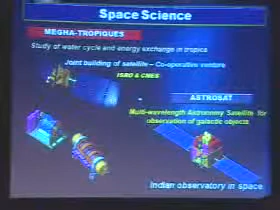 Space Science
MEGHA-TROPIQUES
Study of water cycle and energy exchange in tropics
Joint building of satellite – Co-operative venture
ISRO & CNES
ASTROSAT
Multi-wavelength Astronomy Satellite for
observation of galactic objects
Indian observatory in space